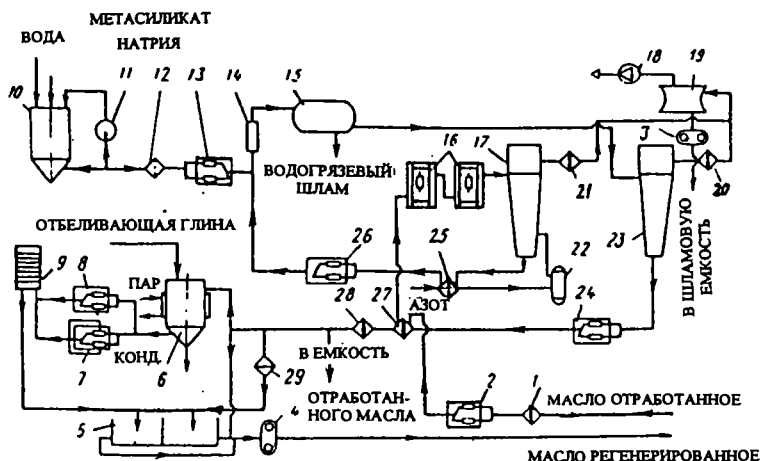 МЕТАСИЛИКАТ
НАТРИЯ
ВОДА
10
11
12
13
14
15
18
19
3
16
17
21
20
ВОДОГРЯЗЕВЫЙ
ШЛАМ
ОТБЕЛИВАЮЩАЯ ГЛИНА
26
25
22
23
В ШЛАМОВУЮ
ЕМКОСТЬ
9
8
ПАР
АЗОТ
28
27
24
7
КОНД.
6
В ЕМКОСТЬ
ОТРАБОТАН-
НОГО МАСЛА
29
2
1
МАСЛО ОТРАБОТАННОЕ
5
4
МАСЛО РЕГЕНЕРИРОВАННОЕ